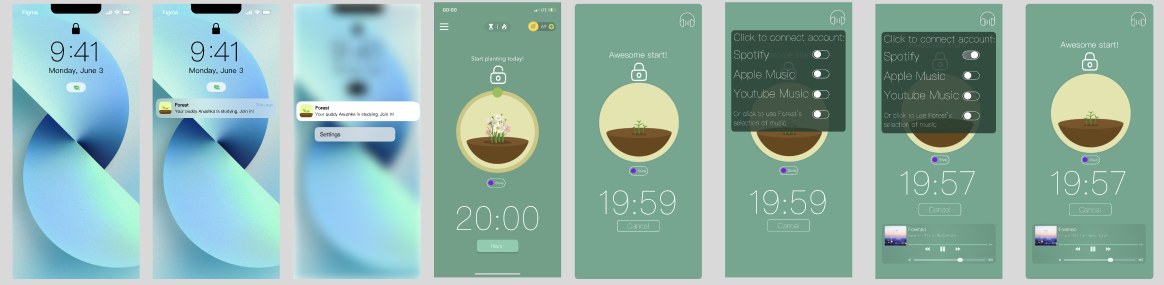 Figma
9:41
Monday, June 3
Figma
9:41
Monday, June 3
Forest
Your buddy Anushka is studying. Join in!
Forest
Your buddy Anushka is studying. Join in!
Settings
00:00
Start planting today!
20:00
Awesome start!
19:59
Cancel
Click to connect account:
Spotify
Apple Music
Youtube Music
Or click to use Forest's
selection of music
19:59
Cancel
Click to connect account:
Spotify
Apple Music
Youtube Music
Or click to use Forest's
selection of music
19:57
Cancel
Awesome start!
19:57
Cancel